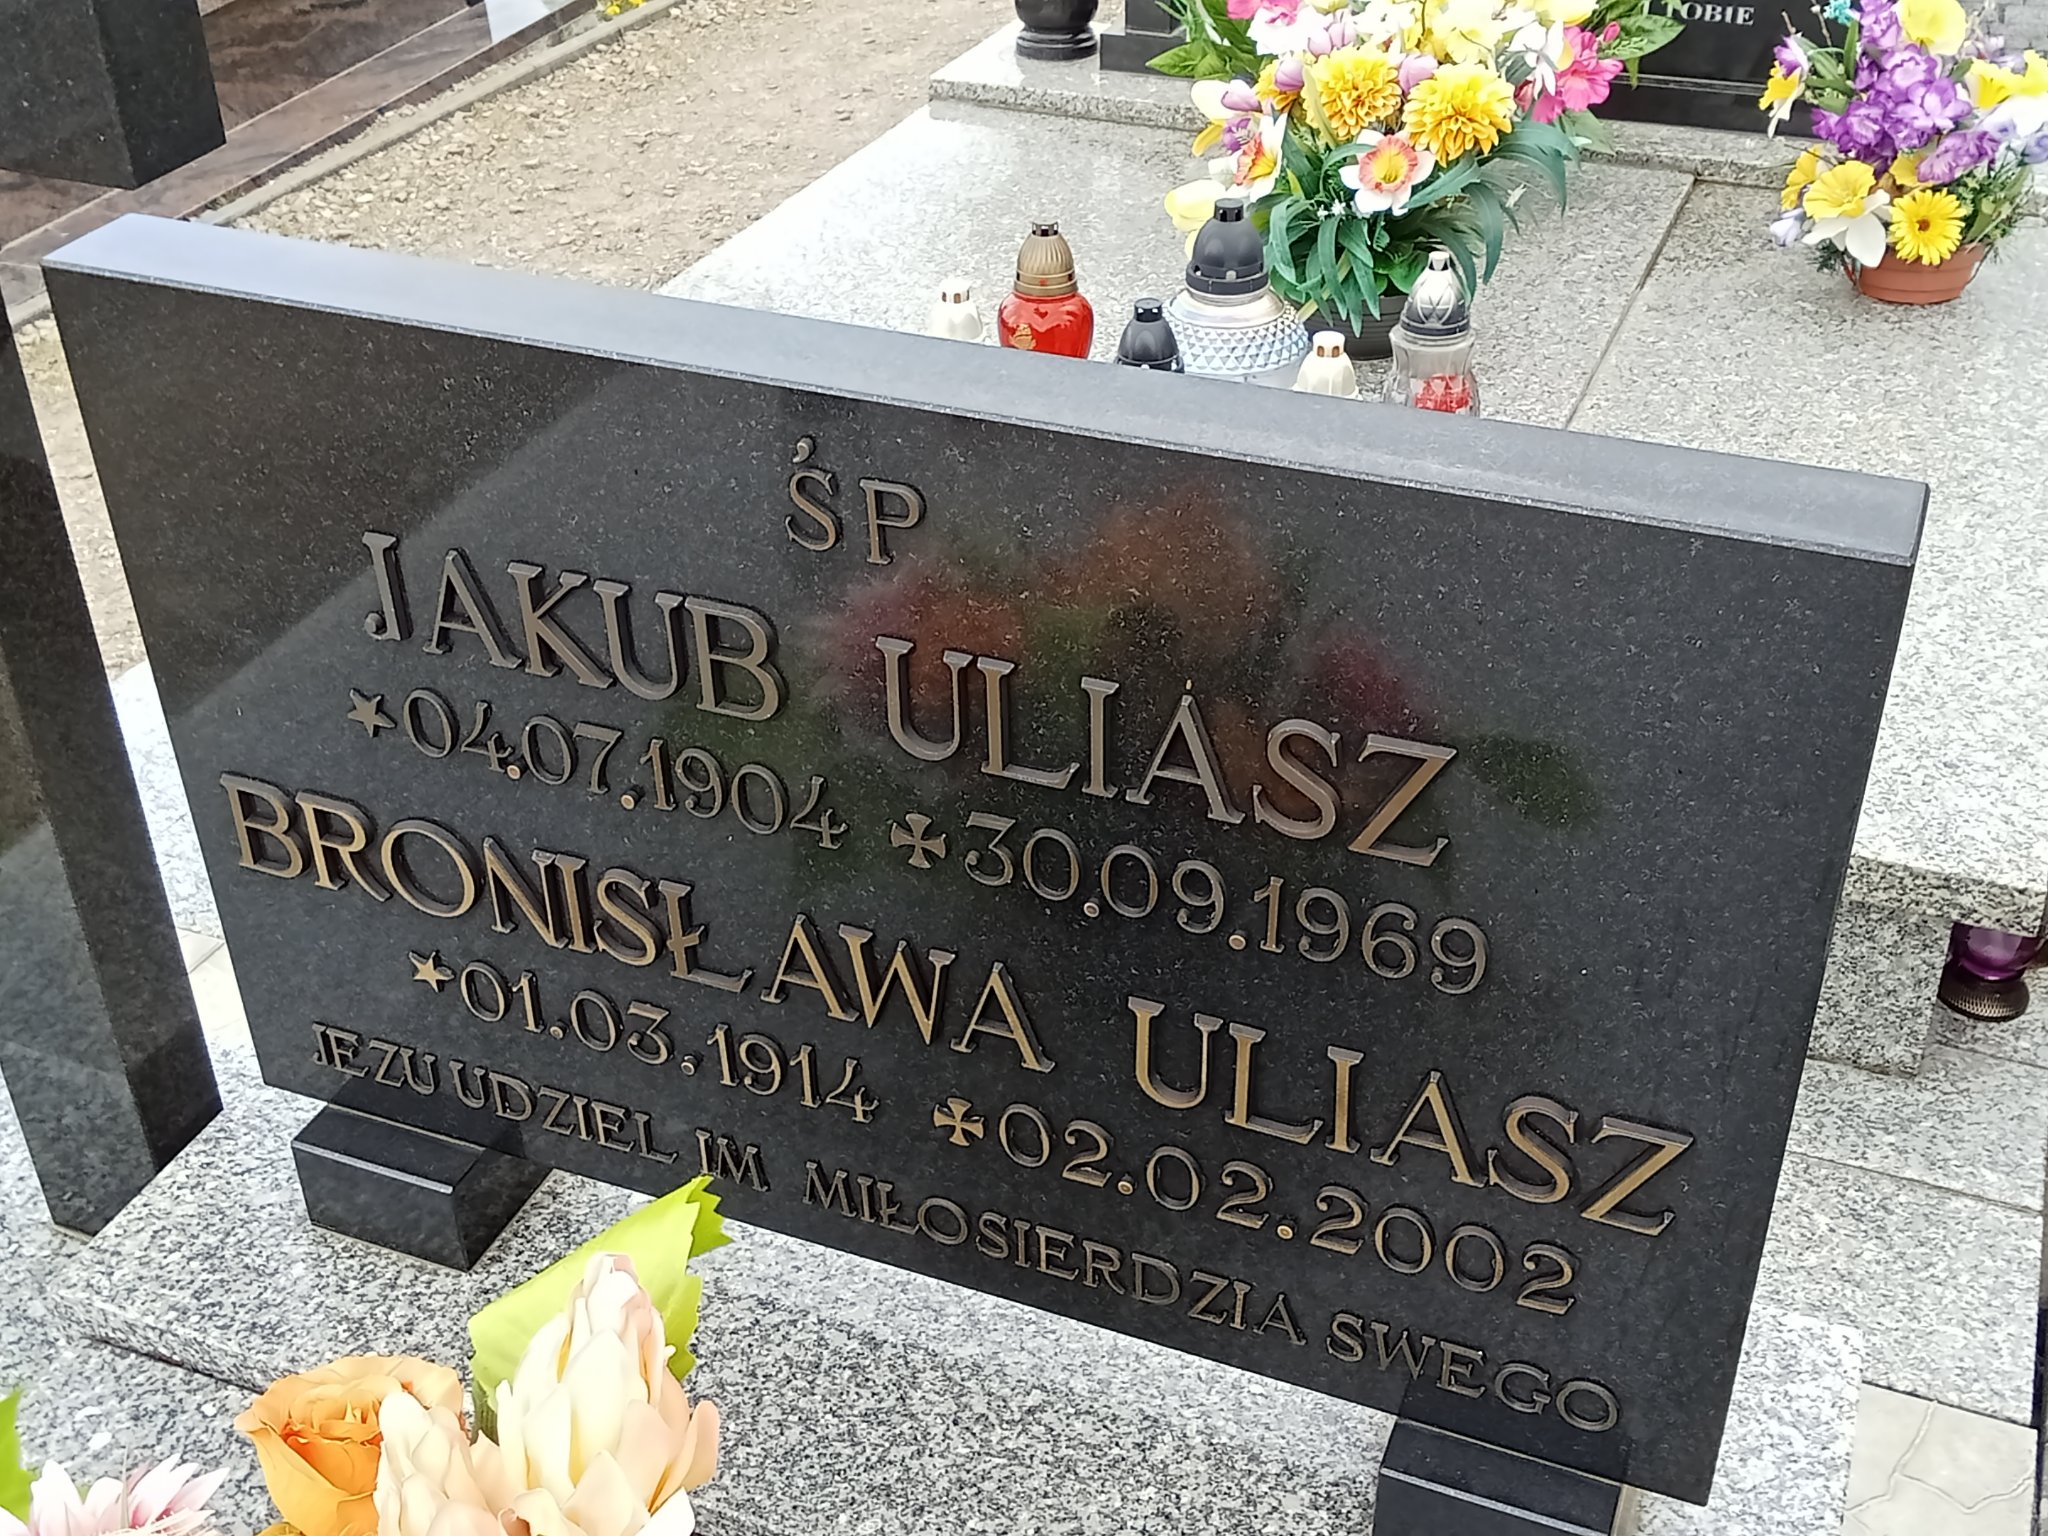 I TOBIE
ŚP
JAKUB ULIASZ
04.07.1904 30.09.1969
BRONISŁAWA ULIASZ
01.03.1914 02.02.2002
JEZU UDZIEL IM MIŁOSIERDZIA SWEGO